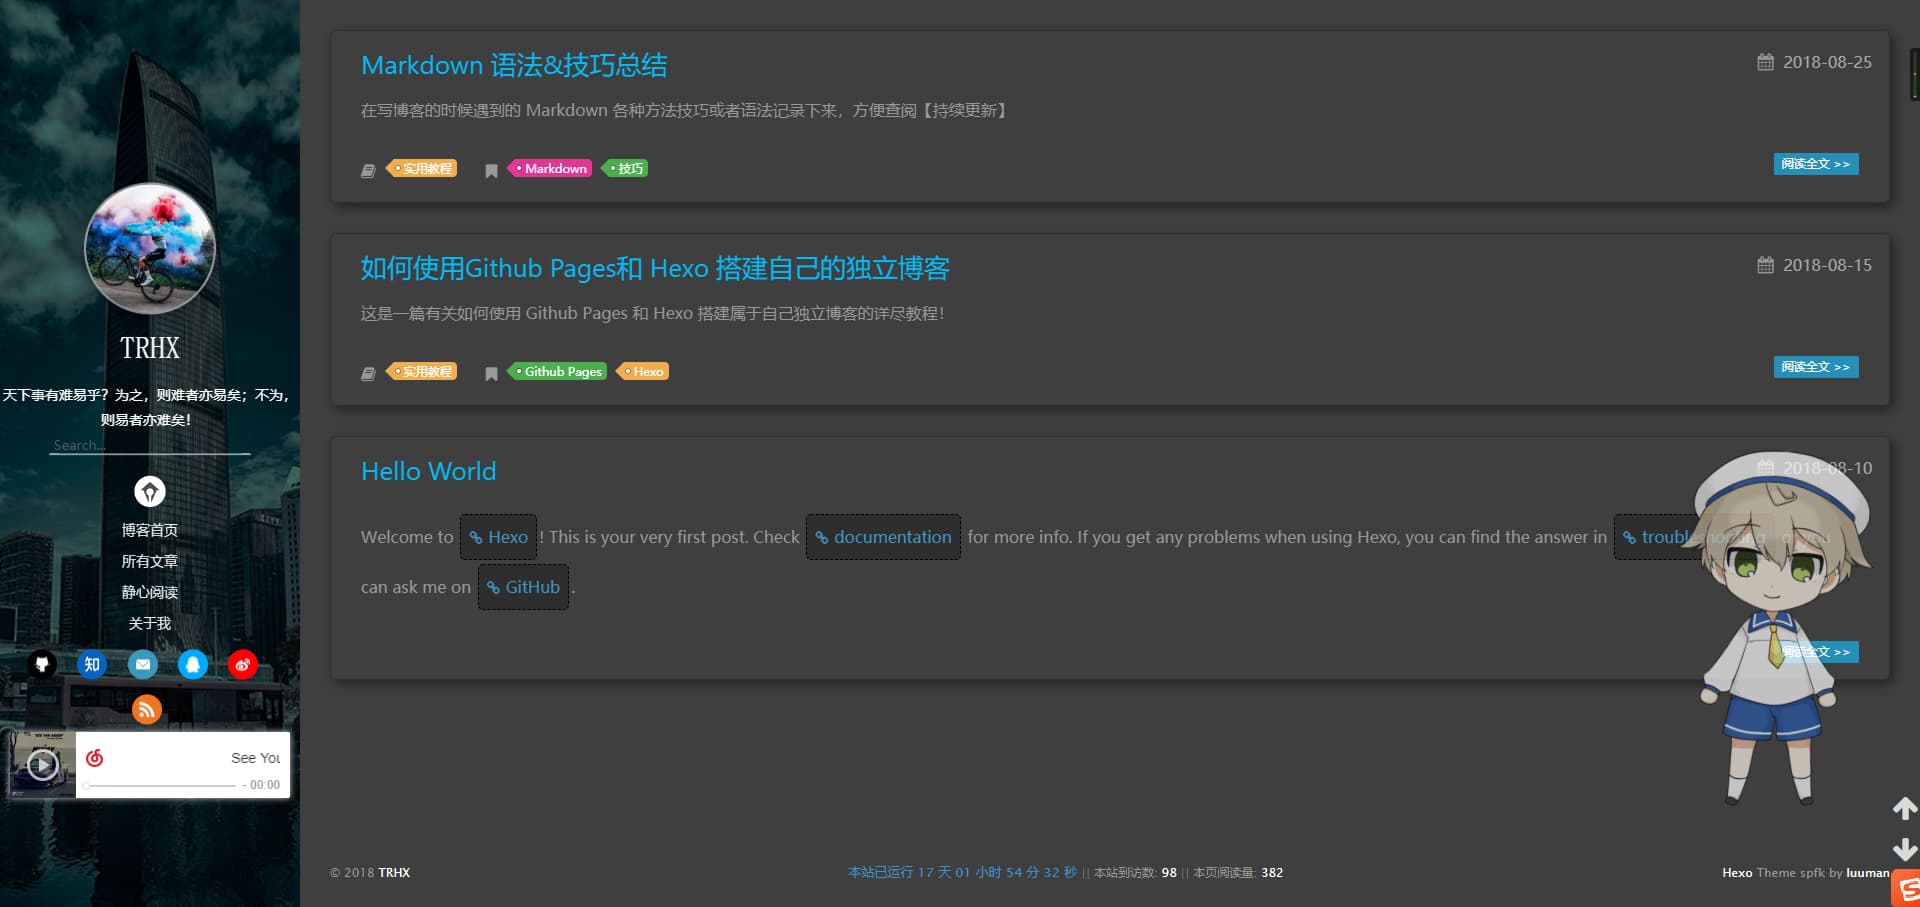 TRHX
天下事有难易乎？为之，则难者亦易矣；不为，
则易者亦难矣！
Search...
博客首页
所有文章
静心阅读
关于我
知
See You
- 00:00
Markdown 语法&技巧总结
2018-08-25
在写博客的时候遇到的 Markdown 各种方法技巧或者语法记录下来，方便查阅【持续更新】
实用教程 Markdown 技巧
阅读全文 >>
如何使用Github Pages和 Hexo 搭建自己的独立博客
2018-08-15
这是一篇有关如何使用 Github Pages 和 Hexo 搭建属于自己独立博客的详尽教程！
实用教程 Github Pages Hexo
阅读全文 >>
Hello World
2018-08-10
Welcome to Hexo ! This is your very first post. Check documentation for more info. If you get any problems when using Hexo, you can find the answer in troubleshooting or you
can ask me on GitHub .
阅读全文 >>
© 2018 TRHX
本站已运行 17 天 01 小时 54 分 32 秒 || 本站到访数: 98 || 本页阅读量: 382
Hexo Theme spfk by luuman